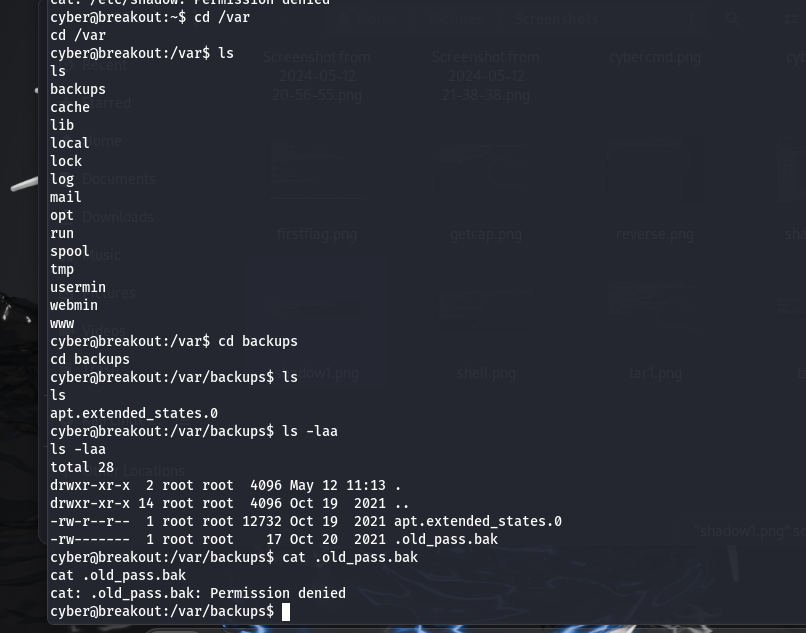 cat: /etc/shadow: Permission denied
cyber@breakout:~$ cd /var
cd /var
cyber@breakout:/var$ ls
ls
backups
cache
lib
local
lock
log
mail
opt
run
spool
tmp
usermin
webmin
www
cyber@breakout:/var$ cd backups
cd backups
cyber@breakout:/var/backups$ ls
ls
apt.extended_states.0
cyber@breakout:/var/backups$ ls -laa
ls -laa
total 28
drwxr-xr-x  2 root root  4096 May 12 11:13 .
drwxr-xr-x 14 root root  4096 Oct 19  2021 ..
-rw-r--r--  1 root root 12732 Oct 19  2021 apt.extended_states.0
-rw-------  1 root root    17 Oct 20  2021 .old_pass.bak
cyber@breakout:/var/backups$ cat .old_pass.bak
cat .old_pass.bak
cat: .old_pass.bak: Permission denied
cyber@breakout:/var/backups$
Screenshots
Screenshot from
2024-05-12
20-56-55.png
Screenshot from
2024-05-12
21-38-38.png
cybercmd.png
Documents
Downloads
firstflag.png
getcap.png
reverse.png
shell.png
tar1.png
Locations
"shadow1.png" se